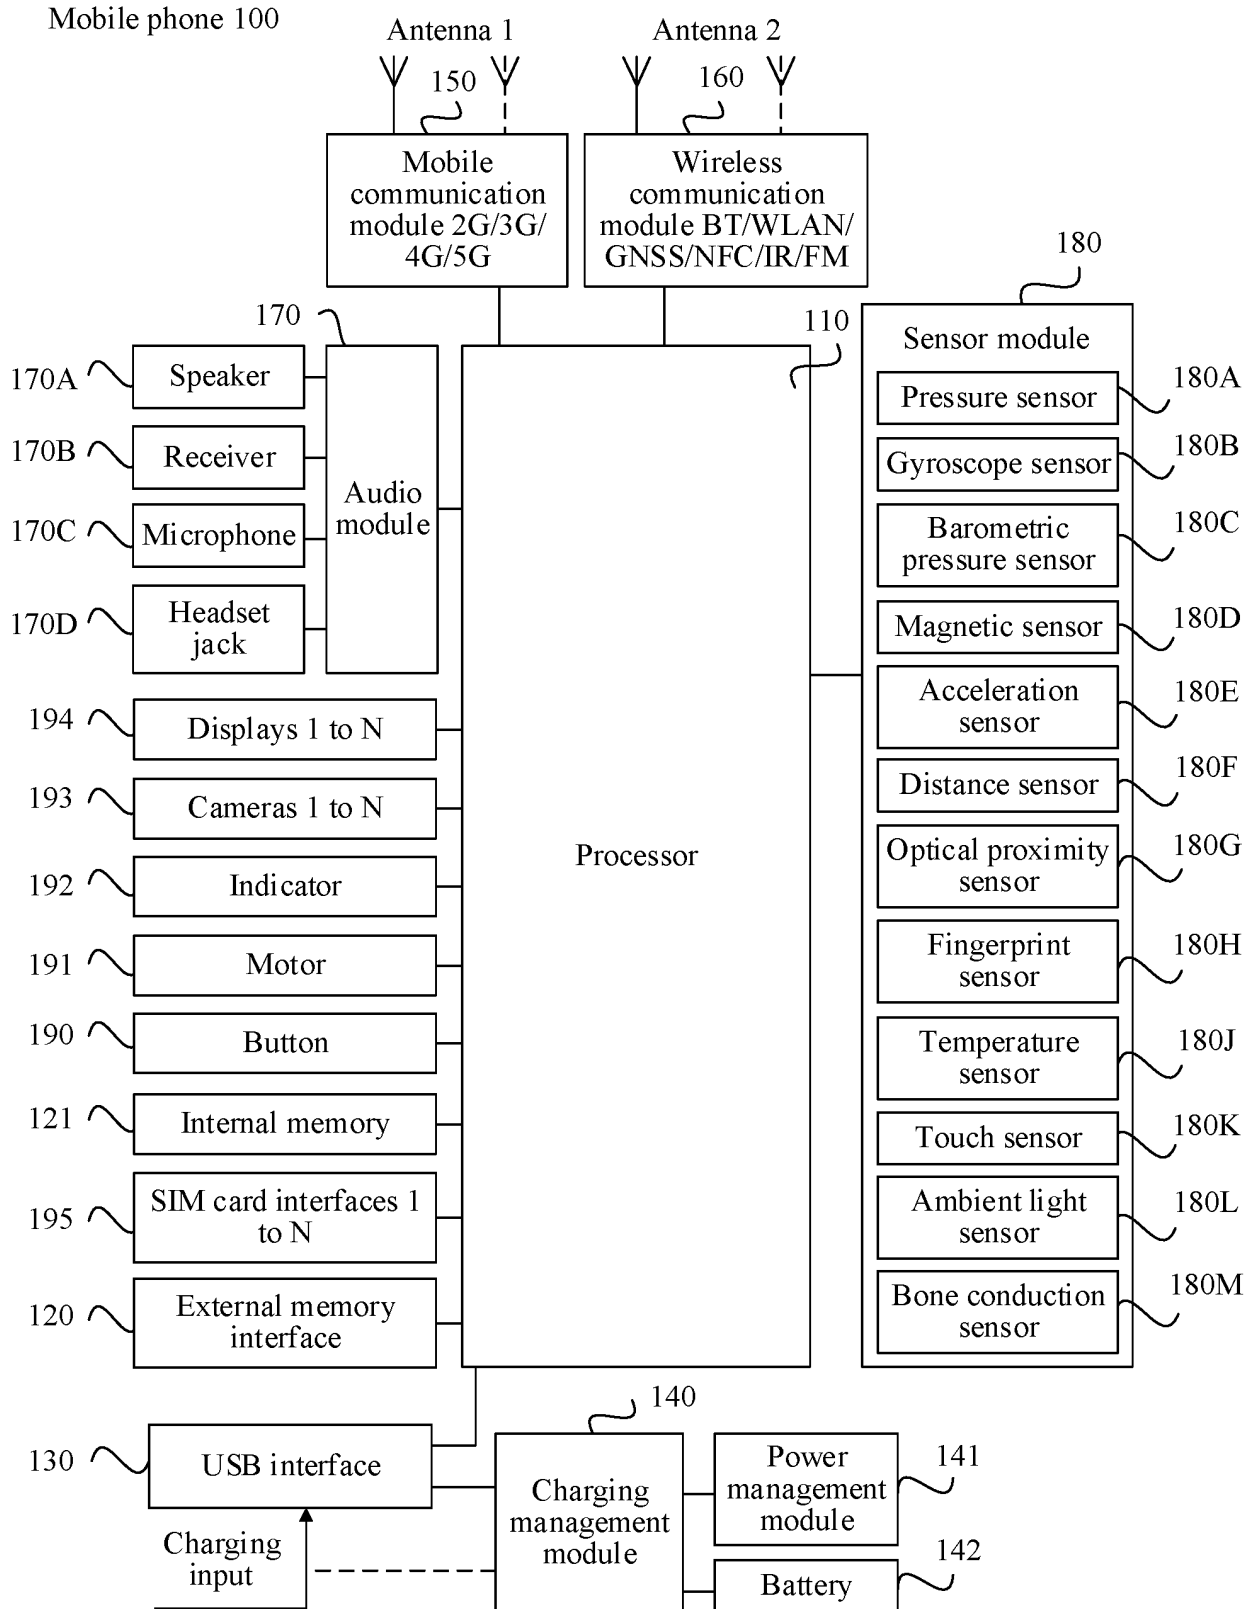 Mobile phone 100
Antenna 1
Antenna 2
150
160
Mobile
communication
module 2G/3G/
4G/5G
Wireless
communication
module BT/WLAN/
GNSS/NFC/IR/FM
170
110
180
170A
Speaker
170B
Receiver
170C
Microphone
170D
Headset
jack
Audio
module
194
Displays 1 to N
193
Cameras 1 to N
192
Indicator
191
Motor
190
Button
121
Internal memory
195
SIM card interfaces 1
to N
120
External memory
interface
Processor
Sensor module
Pressure sensor
180A
Gyroscope sensor
180B
Barometric
pressure sensor
180C
Magnetic sensor
180D
Acceleration
sensor
180E
Distance sensor
180F
Optical proximity
sensor
180G
Fingerprint
sensor
180H
Temperature
sensor
180J
Touch sensor
180K
Ambient light
sensor
180L
Bone conduction
sensor
180M
130
USB interface
Charging
input
140
Charging
management
module
Power
management
module
141
Battery
142